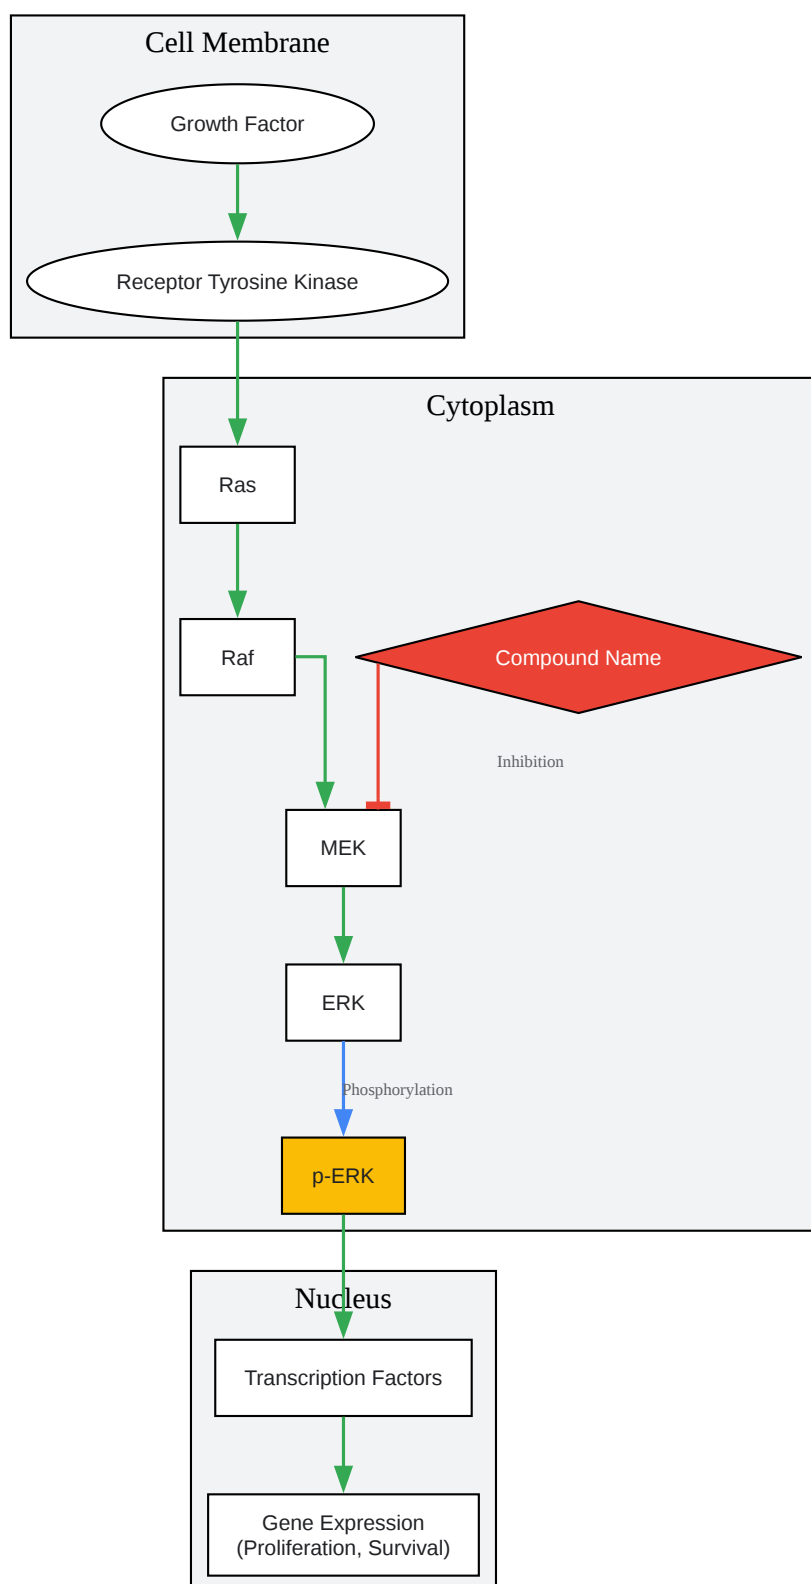 Cell Membrane
Growth Factor
Receptor Tyrosine Kinase
Cytoplasm
Ras
Raf
Compound Name
Inhibition
MEK
ERK
Phosphorylation
p-ERK
Nucleus
Transcription Factors
Gene Expression
(Proliferation, Survival)